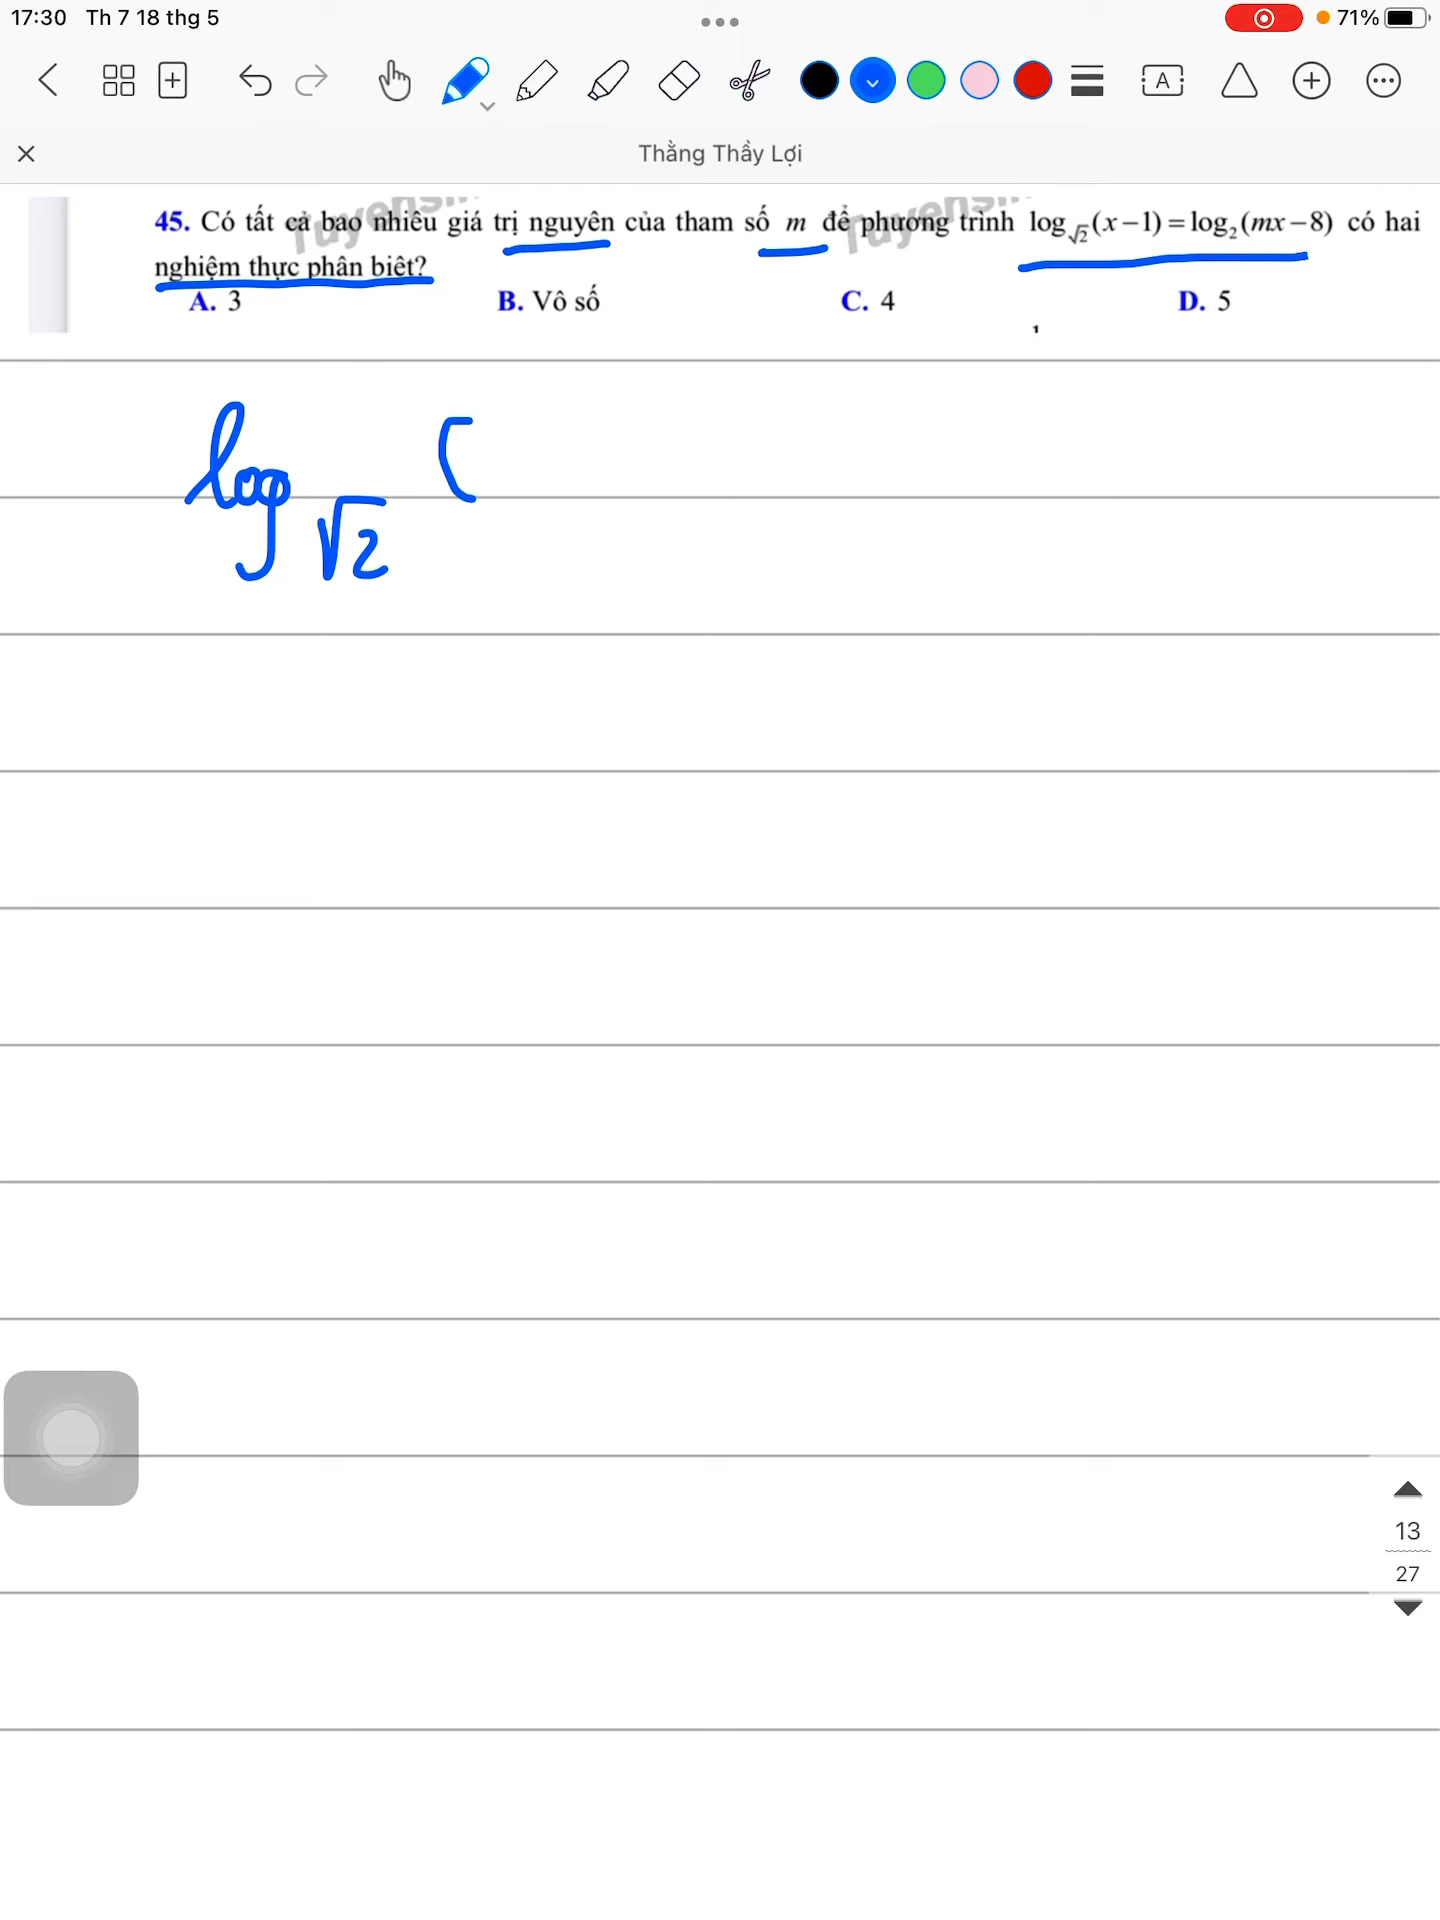 17:30 Th 7 18 thg 5
71%
A
Thằng Thầy Lợi
45. Có tất cả bao nhiêu giá trị nguyên của tham số m để phương trình log√2(x−1)=log2(mx−8) có hai
nghiệm thực phân biệt?
A. 3 B. Vô số C. 4 D. 5
log√2 (
13
27